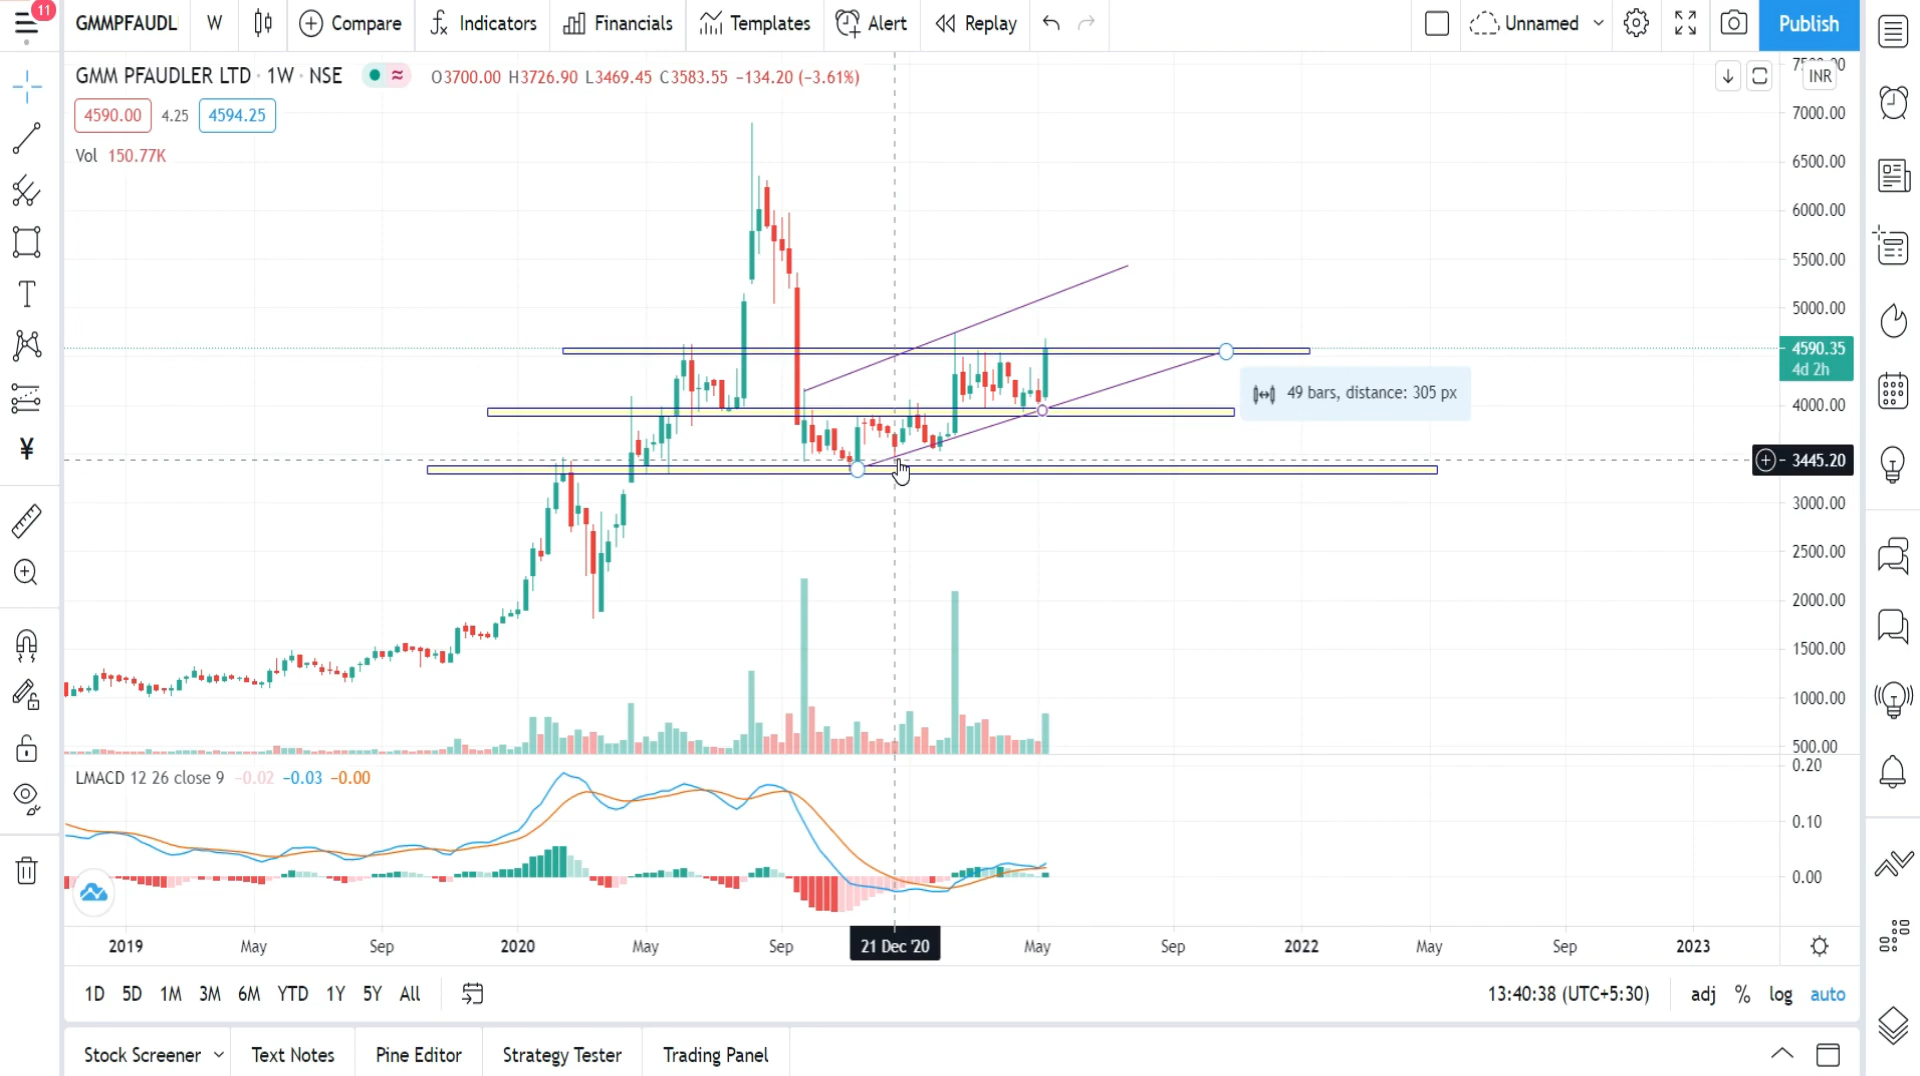 11
GMMPFAUDL W Compare Indicators Financials Templates Alert Replay Unnamed Publish
GMM PFAUDLER LTD · 1W · NSE O3700.00 H3726.90 L3469.45 C3583.55 −134.20 (−3.61%)
4590.00 4.25 4594.25
Vol 150.77K
INR
7000.00
6500.00
6000.00
5500.00
5000.00
4590.35
4d 2h
49 bars, distance: 305 px
4000.00
3445.20
3000.00
2500.00
2000.00
1500.00
1000.00
500.00
LMACD 12 26 close 9 −0.02 −0.03 −0.00
0.20
0.10
0.00
2019 May Sep 2020 May Sep 21 Dec '20 May Sep 2022 May Sep 2023
1D 5D 1M 3M 6M YTD 1Y 5Y All 13:40:38 (UTC+5:30) adj % log auto
Stock Screener Text Notes Pine Editor Strategy Tester Trading Panel